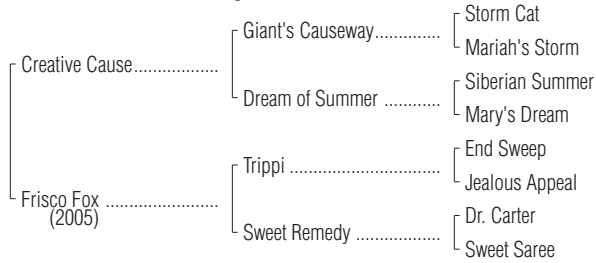 Storm Cat
Giant's Causeway..............
Mariah's Storm
Creative Cause..................
Siberian Summer
Dream of Summer ............
Mary's Dream
End Sweep
Trippi ................................
Jealous Appeal
Frisco Fox ........................
(2005)
Dr. Carter
Sweet Remedy ..................
Sweet Saree